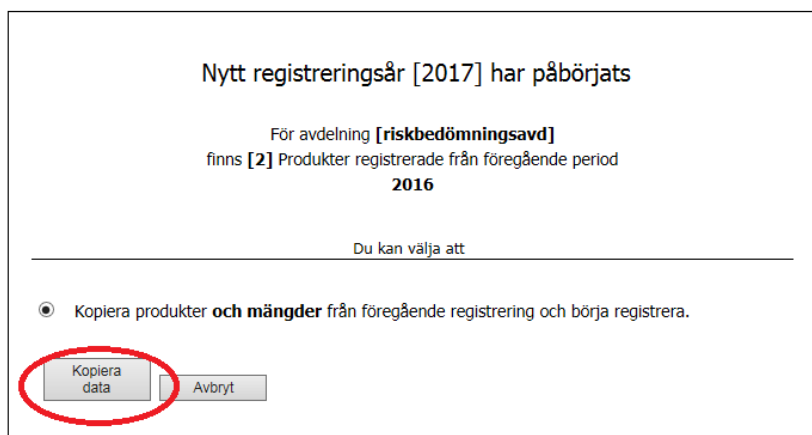 Nytt registreringsår [2017] har påbörjats
För avdelning [riskbedömningsavd]
finns [2] Produkter registrerade från föregående period
2016
Du kan välja att
Kopiera produkter och mängder från föregående registrering och börja registrera.
Kopiera
data
Avbryt